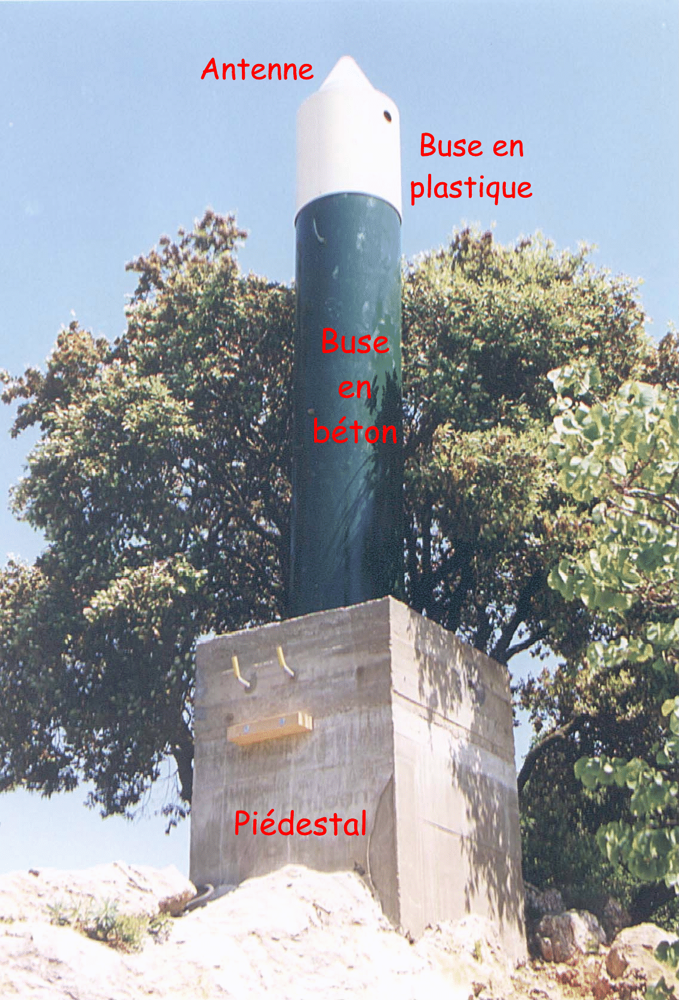 Antenne
Buse en
plastique
Buse
en
béton
Piédestal